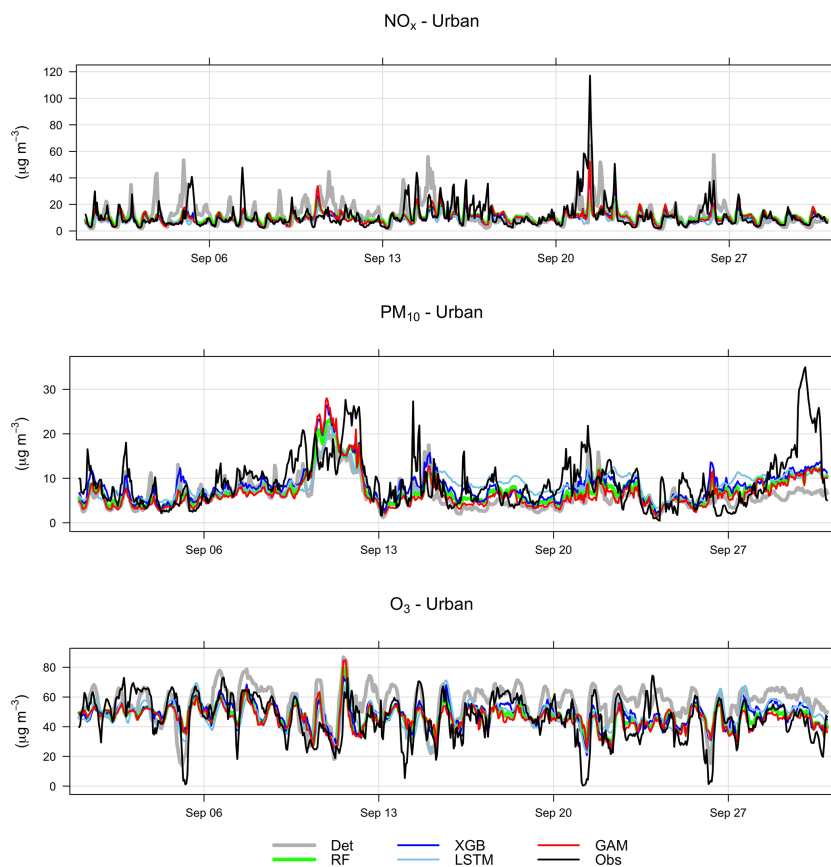 NOₓ - Urban
120
100
80
60
40
20
0
(µg m⁻³)
Sep 06 Sep 13 Sep 20 Sep 27
PM₁₀ - Urban
30
20
10
0
(µg m⁻³)
Sep 06 Sep 13 Sep 20 Sep 27
O₃ - Urban
80
60
40
20
0
(µg m⁻³)
Sep 06 Sep 13 Sep 20 Sep 27
Det XGB GAM
RF LSTM Obs